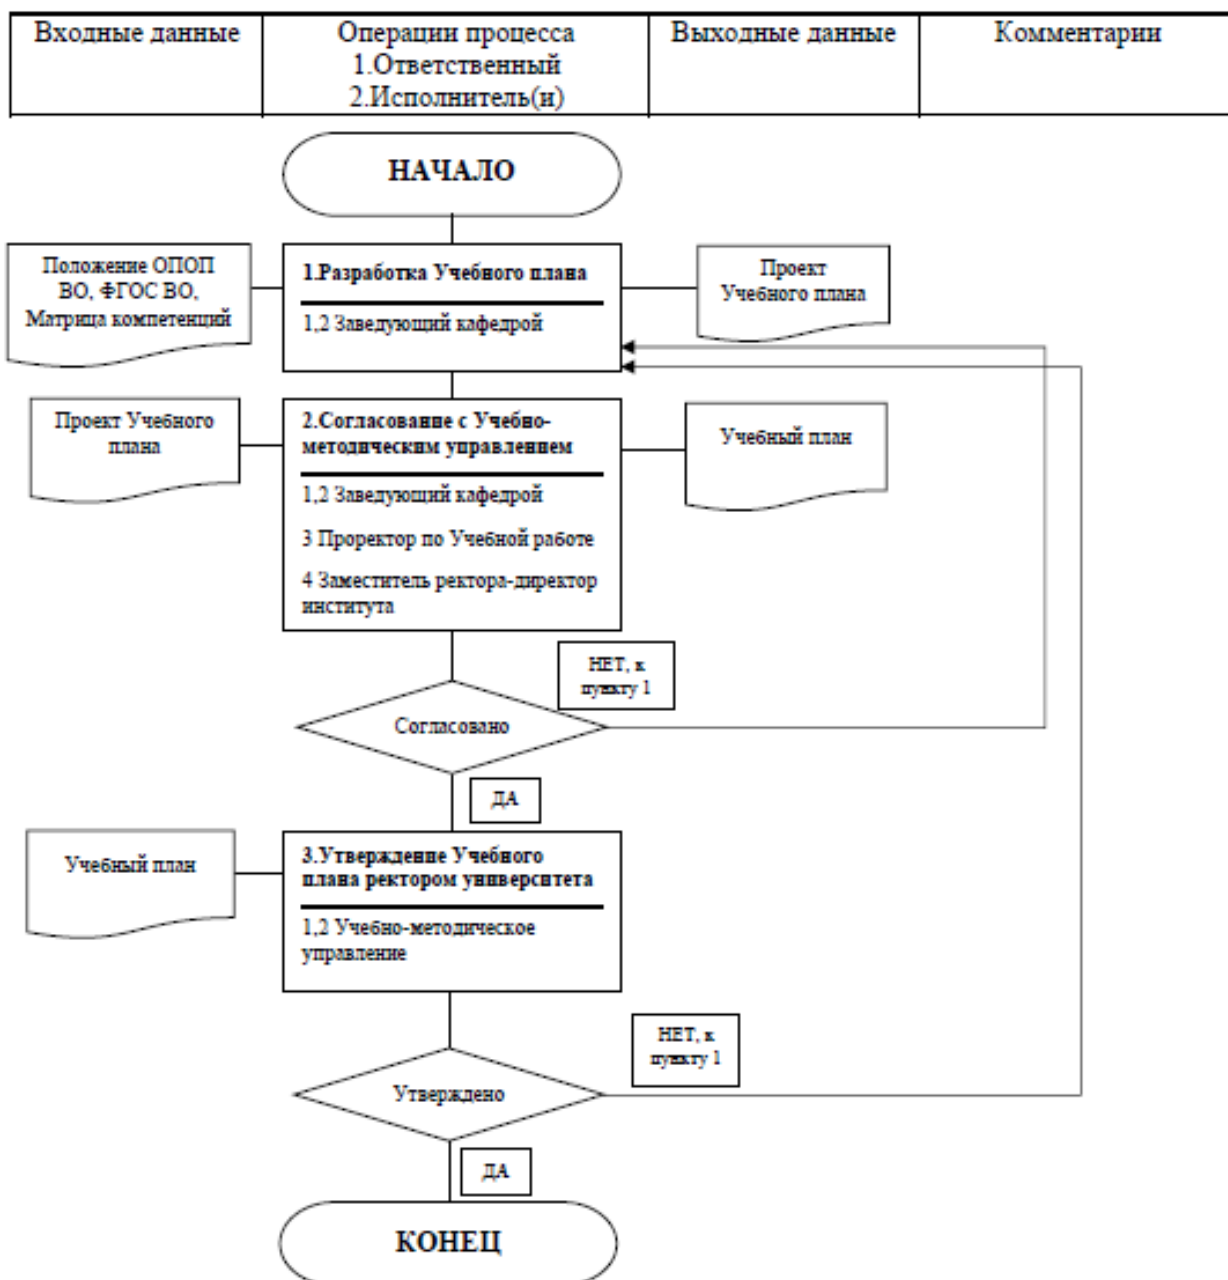 Входные данные
Операции процесса
1.Ответственный
2.Исполнитель(и)
Выходные данные
Комментарии
НАЧАЛО
Положение ОПОП
ВО, ФГОС ВО,
Матрица компетенций
1.Разработка Учебного плана
1,2 Заведующий кафедрой
Проект
Учебного плана
Проект Учебного
плана
2.Согласование с Учебно-
методическим управлением
1,2 Заведующий кафедрой
3 Проректор по Учебной работе
4 Заместитель ректора-директор
института
Учебный план
НЕТ, к
пункту 1
Согласовано
ДА
Учебный план
3.Утверждение Учебного
плана ректором университета
1,2 Учебно-методическое
управление
НЕТ, к
пункту 1
Утверждено
ДА
КОНЕЦ